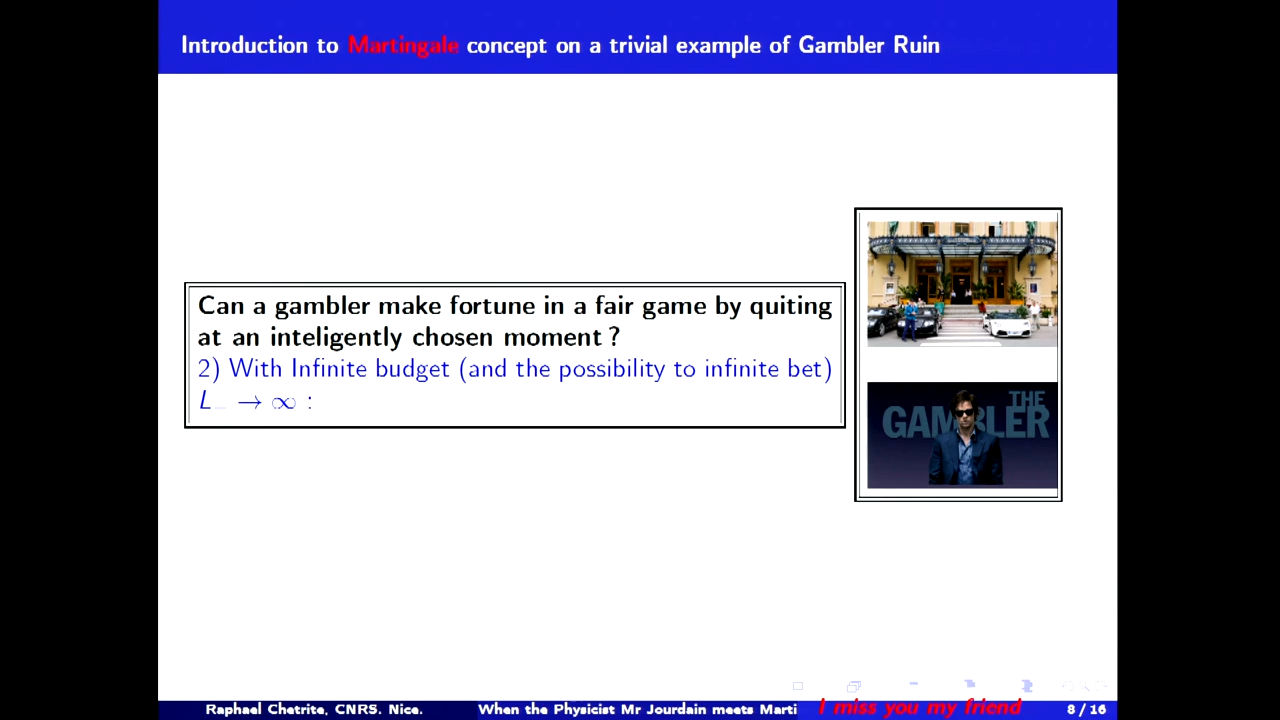 Introduction to Martingale concept on a trivial example of Gambler Ruin
Can a gambler make fortune in a fair game by quiting
at an inteligently chosen moment ?
2) With Infinite budget (and the possibility to infinite bet)
L_ → ∞ :
THE
GAMBLER
Raphael Chetrite, CNRS. Nice.
When the Physicist Mr Jourdain meets Marti
I miss you my friend
8 / 16